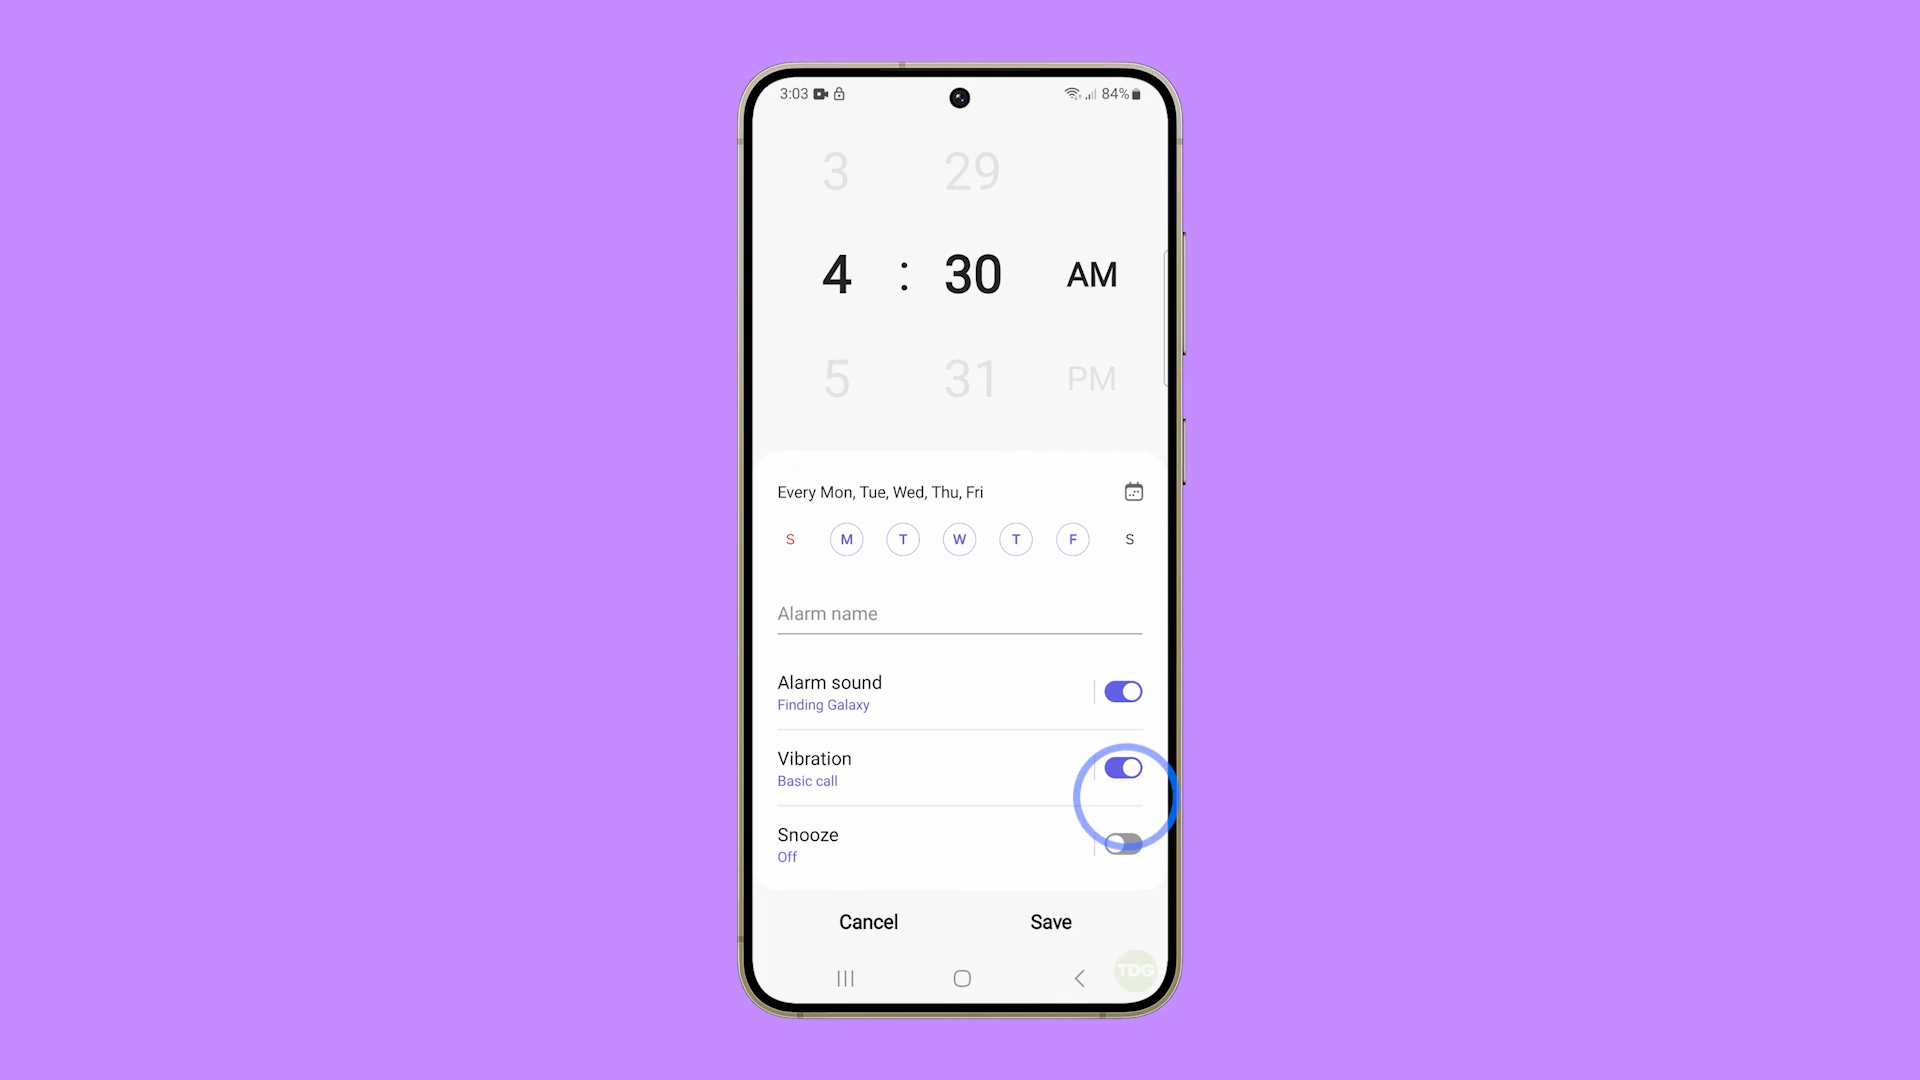 3:03 84%
3 29
4 : 30 AM
5 31 PM
Every Mon, Tue, Wed, Thu, Fri
S M T W T F S
Alarm name
Alarm sound
Finding Galaxy
Vibration
Basic call
Snooze
Off
Cancel Save
TDG